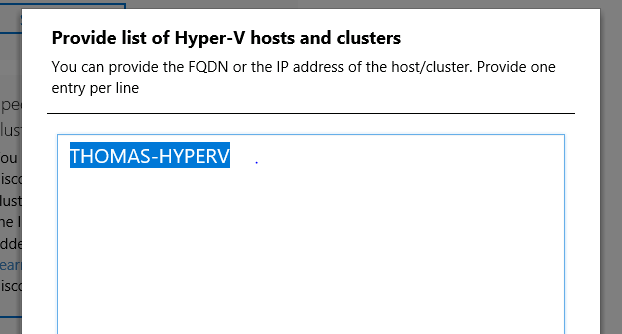 Provide list of Hyper-V hosts and clusters
You can provide the FQDN or the IP address of the host/cluster. Provide one
entry per line
THOMAS-HYPERV